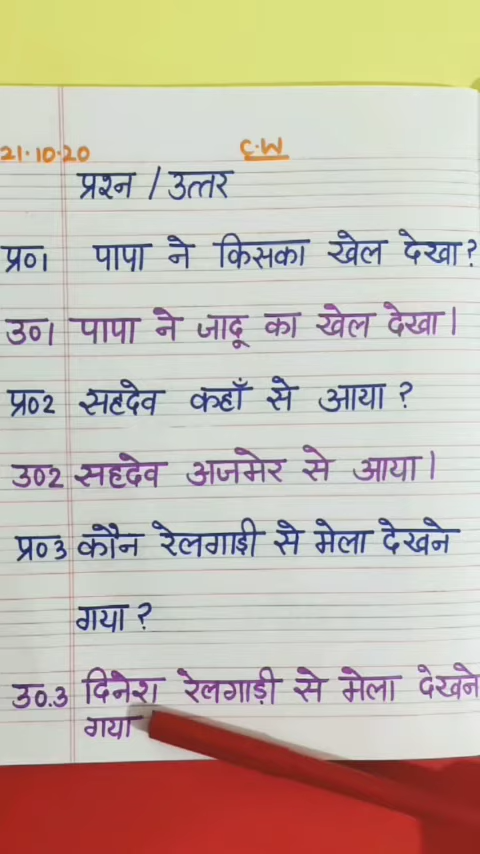 21.10.20 C.W
प्रश्न / उत्तर
प्र०1 पापा ने किसका खेल देखा?
उ०1 पापा ने जादू का खेल देखा।
प्र०2 सहदेव कहाँ से आया?
उ०2 सहदेव अजमेर से आया।
प्र०3 कौन रेलगाड़ी से मेला देखने
गया?
उ०.3 दिनेश रेलगाड़ी से मेला देखने
गया